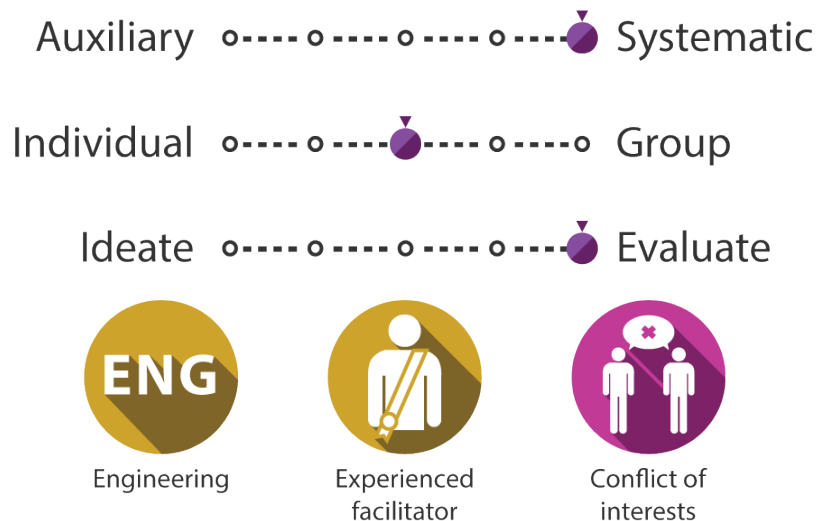 Auxiliary Systematic
Individual Group
Ideate Evaluate
ENG
Engineering
Experienced
facilitator
Conflict of
interests